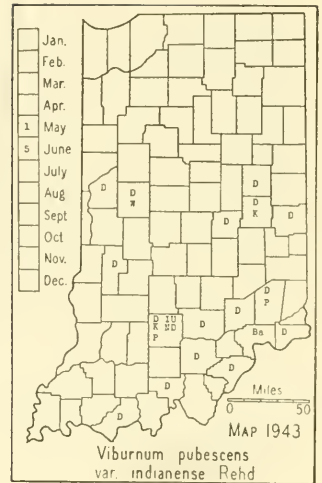 Jan.
Feb.
Mar.
Apr.
1 May
5 June
July
Aug
Sept
Oct
Nov.
Dec.
D
D
W
D
D
K
D
D
D
D
P
D
K
P
IU
ND
D
D
Ba
D
D
D
D
Miles
0 50
MAP 1943
Viburnum pubescens
var. indianense Rehd